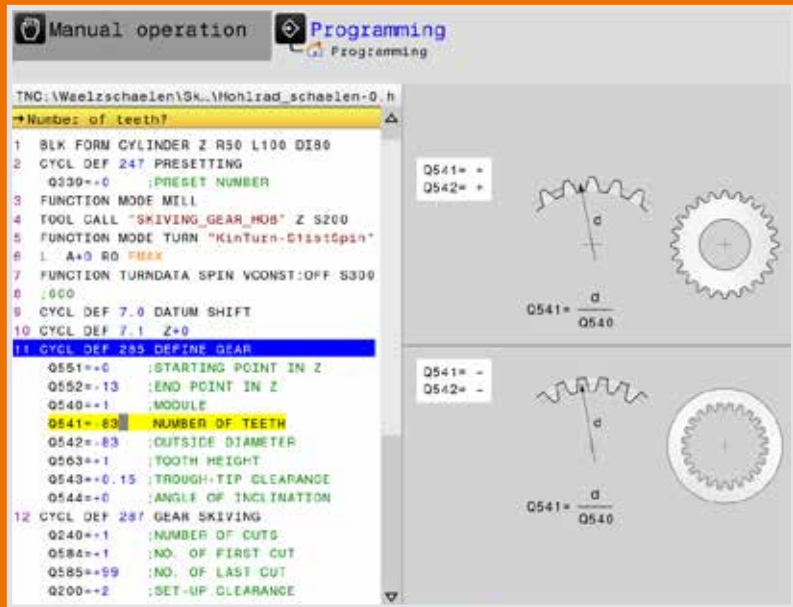 Manual operation
Programming
Programming
TNC:\Waelzschaelen\Sk…\Hohlrad_schaelen-0.h
→Number of teeth?
1 BLK FORM CYLINDER Z R50 L100 DI80
2 CYCL DEF 247 PRESETTING
Q339=+0 ;PRESET NUMBER
3 FUNCTION MODE MILL
4 TOOL CALL "SKIVING_GEAR_HOB" Z S200
5 FUNCTION MODE TURN "KinTurn-S1istSpin"
6 L A+0 R0 FMAX
7 FUNCTION TURNDATA SPIN VCONST:OFF S300
8 ;600
9 CYCL DEF 7.0 DATUM SHIFT
10 CYCL DEF 7.1 Z+0
11 CYCL DEF 285 DEFINE GEAR
Q551=+0 ;STARTING POINT IN Z
Q552=-13 ;END POINT IN Z
Q540=+1 ;MODULE
Q541=-83 NUMBER OF TEETH
Q542=-83 ;OUTSIDE DIAMETER
Q563=+1 ;TOOTH HEIGHT
Q543=+0.15 ;TROUGH-TIP CLEARANCE
Q544=+0 ;ANGLE OF INCLINATION
12 CYCL DEF 287 GEAR SKIVING
Q240=+1 ;NUMBER OF CUTS
Q584=+1 ;NO. OF FIRST CUT
Q585=+99 ;NO. OF LAST CUT
Q200=+2 ;SET-UP CLEARANCE
Q541= +
Q542= +
d
Q541= d
Q540
Q541= -
Q542= -
d
Q541= d
Q540